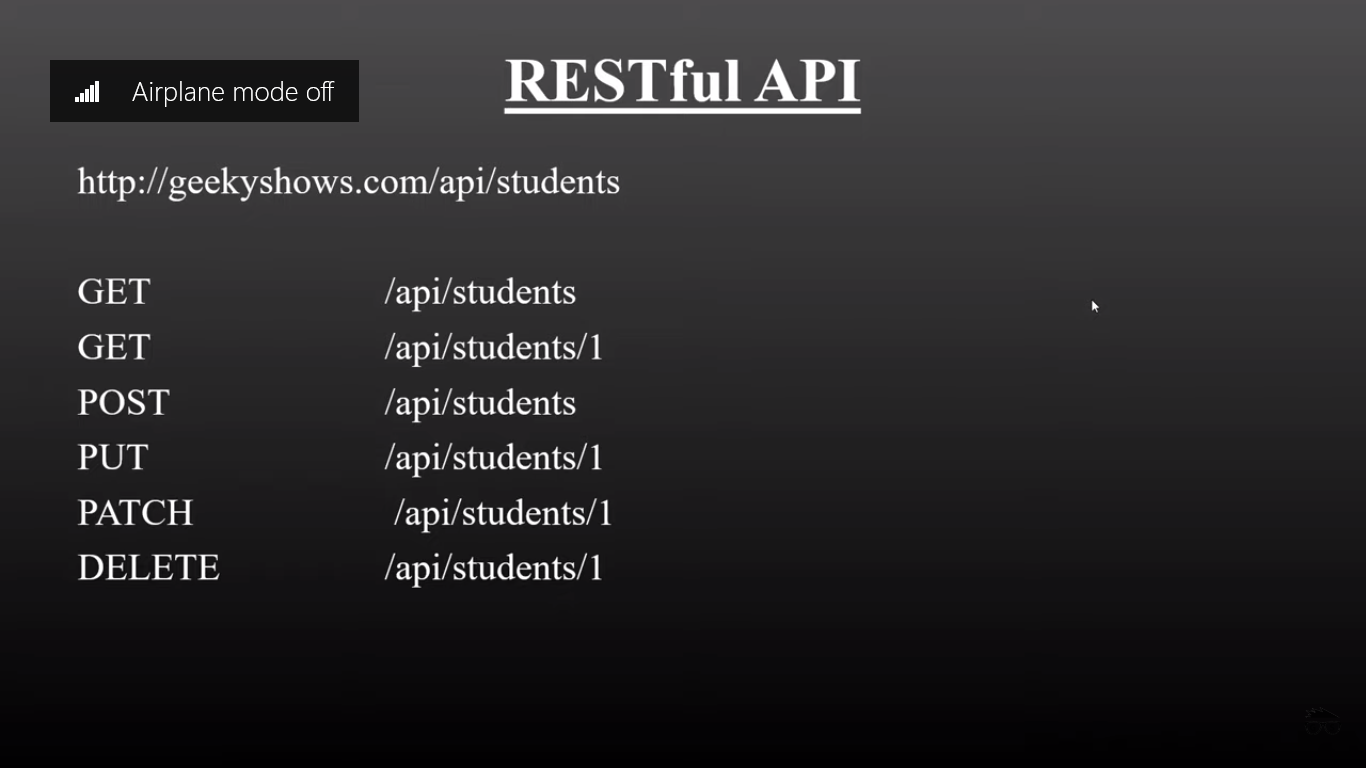 Airplane mode off
RESTful API
http://geekyshows.com/api/students
GET /api/students
GET /api/students/1
POST /api/students
PUT /api/students/1
PATCH /api/students/1
DELETE /api/students/1